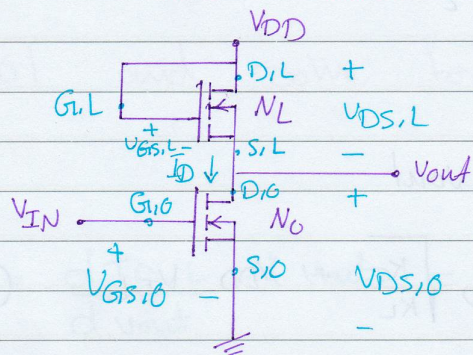 VDD
D,L +
G,L NL VDS,L
+ VGS,L - S,L -
ID ↓ D,O Vout
G,O +
VIN NO
+ S,O
VGS,O - VDS,O
-